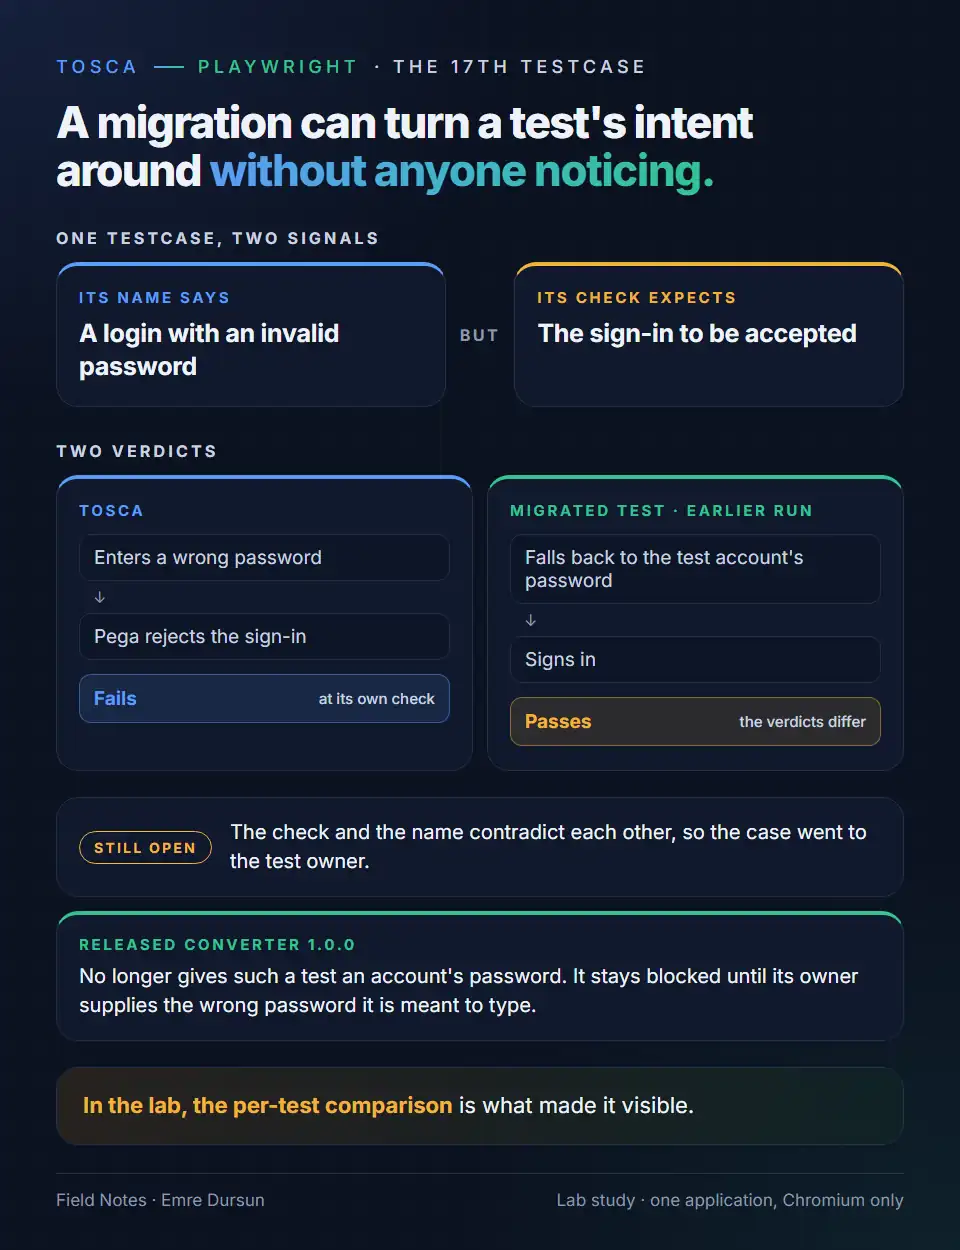 TOSCA — PLAYWRIGHT · THE 17TH TESTCASE
A migration can turn a test's intent
around without anyone noticing.
ONE TESTCASE, TWO SIGNALS
ITS NAME SAYS
A login with an invalid
password
BUT
ITS CHECK EXPECTS
The sign-in to be accepted
TWO VERDICTS
TOSCA
Enters a wrong password
↓
Pega rejects the sign-in
Fails at its own check
MIGRATED TEST · EARLIER RUN
Falls back to the test account's
password
↓
Signs in
Passes the verdicts differ
STILL OPEN
The check and the name contradict each other, so the case went to
the test owner.
RELEASED CONVERTER 1.0.0
No longer gives such a test an account's password. It stays blocked until its owner
supplies the wrong password it is meant to type.
In the lab, the per-test comparison is what made it visible.
Field Notes · Emre Dursun
Lab study · one application, Chromium only